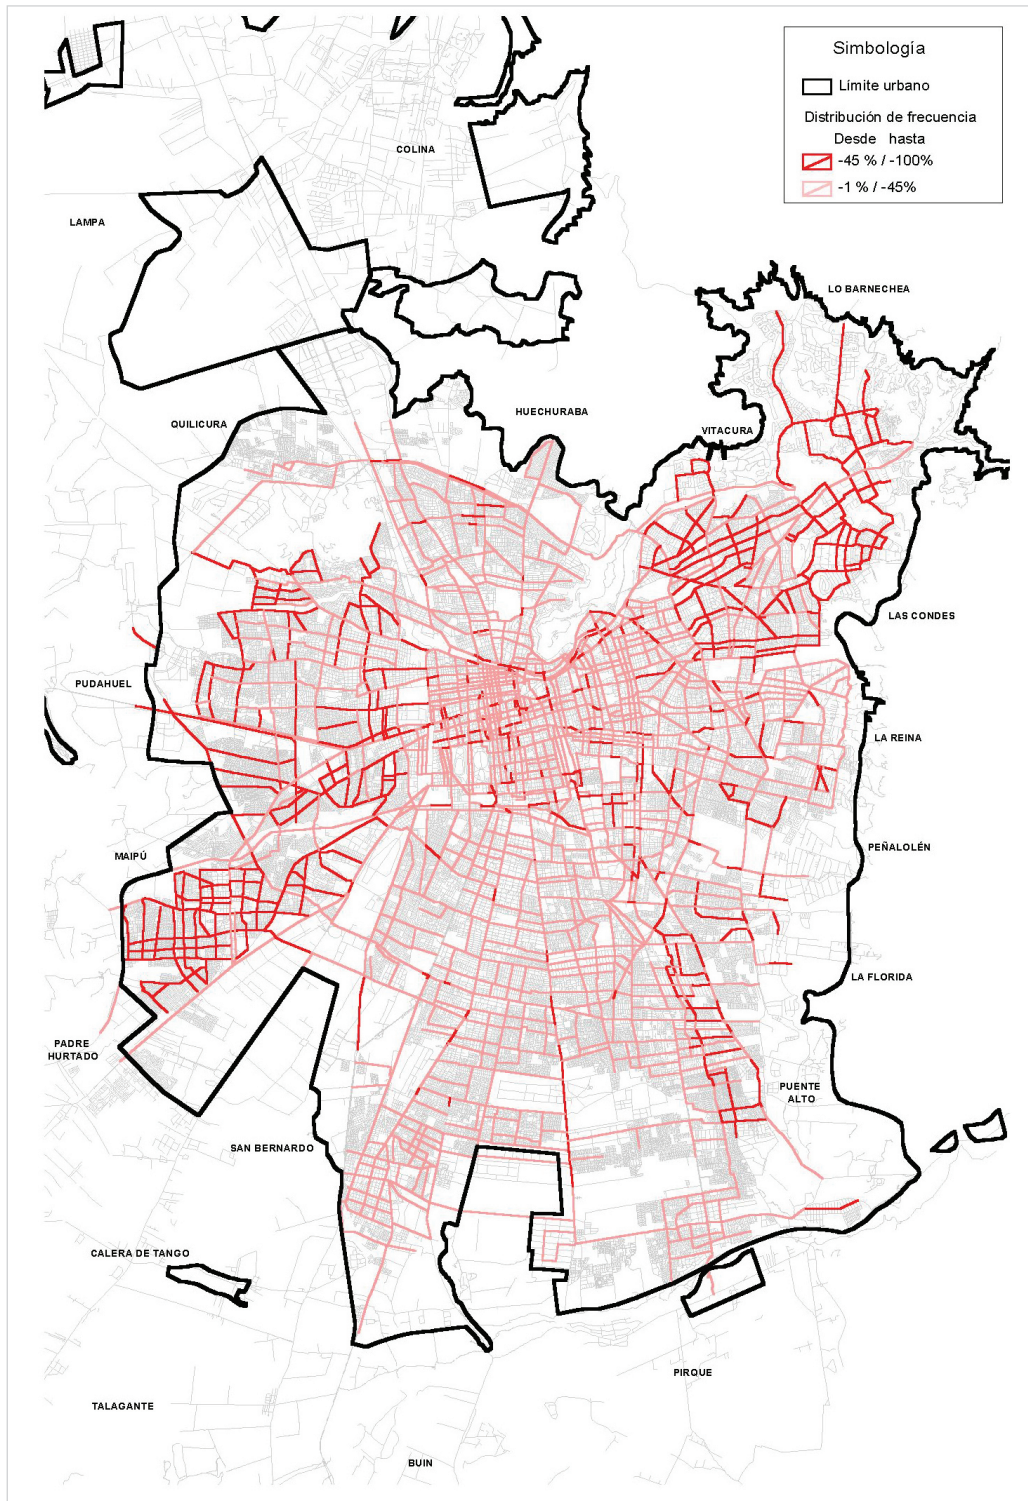 Simbología
Límite urbano
Distribución de frecuencia
Desde hasta
-45 % / -100%
-1 % / -45%
COLINA
LAMPA
LO BARNECHEA
HUECHURABA
QUILICURA
VITACURA
LAS CONDES
PUDAHUEL
LA REINA
PEÑALOLÉN
MAIPÚ
LA FLORIDA
PADRE
HURTADO
PUENTE
ALTO
SAN BERNARDO
CALERA DE TANGO
PIRQUE
TALAGANTE
BUIN